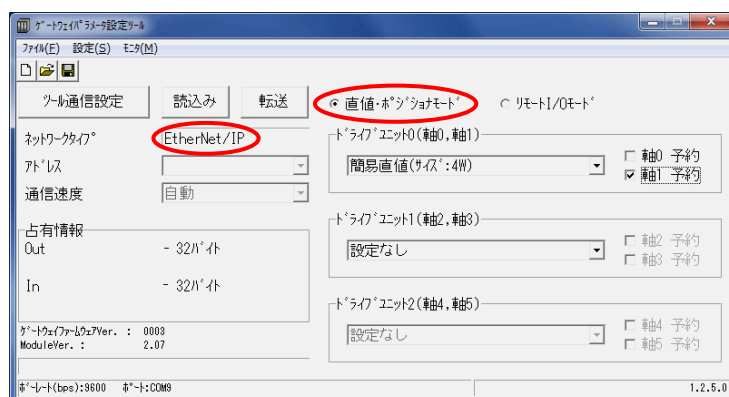 ｹﾞｰﾄｳｪｲﾊﾟﾗﾒｰﾀ設定ﾂｰﾙ
ﾌｧｲﾙ(F) 設定(S) ﾓﾆﾀ(M)
ﾂｰﾙ通信設定 読込み 転送
直値･ﾎﾟｼﾞｼｮﾅﾓｰﾄﾞ ﾘﾓｰﾄI/Oﾓｰﾄﾞ
ﾈｯﾄﾜｰｸﾀｲﾌﾟ EtherNet/IP
ｱﾄﾞﾚｽ
通信速度 自動
占有情報
Out - 32ﾊﾞｲﾄ
In - 32ﾊﾞｲﾄ
ｹﾞｰﾄｳｪｲﾌｧｰﾑｳｪｱVer. : 0003
ModuleVer. : 2.07
ﾄﾞﾗｲﾌﾞﾕﾆｯﾄ0(軸0,軸1)
簡易直値(ｻｲｽﾞ:4W)
軸0 予約
軸1 予約
ﾄﾞﾗｲﾌﾞﾕﾆｯﾄ1(軸2,軸3)
設定なし
軸2 予約
軸3 予約
ﾄﾞﾗｲﾌﾞﾕﾆｯﾄ2(軸4,軸5)
設定なし
軸4 予約
軸5 予約
ﾎﾞｰﾚｰﾄ(bps):9600 ﾎﾟｰﾄ:COM9 1.2.5.0